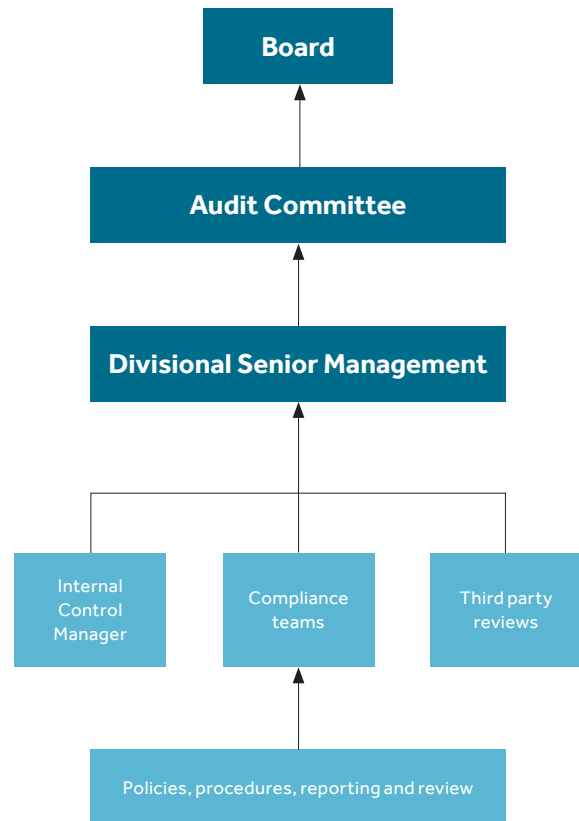 Board
Audit Committee
Divisional Senior Management
Internal
Control
Manager
Compliance
teams
Third party
reviews
Policies, procedures, reporting and review